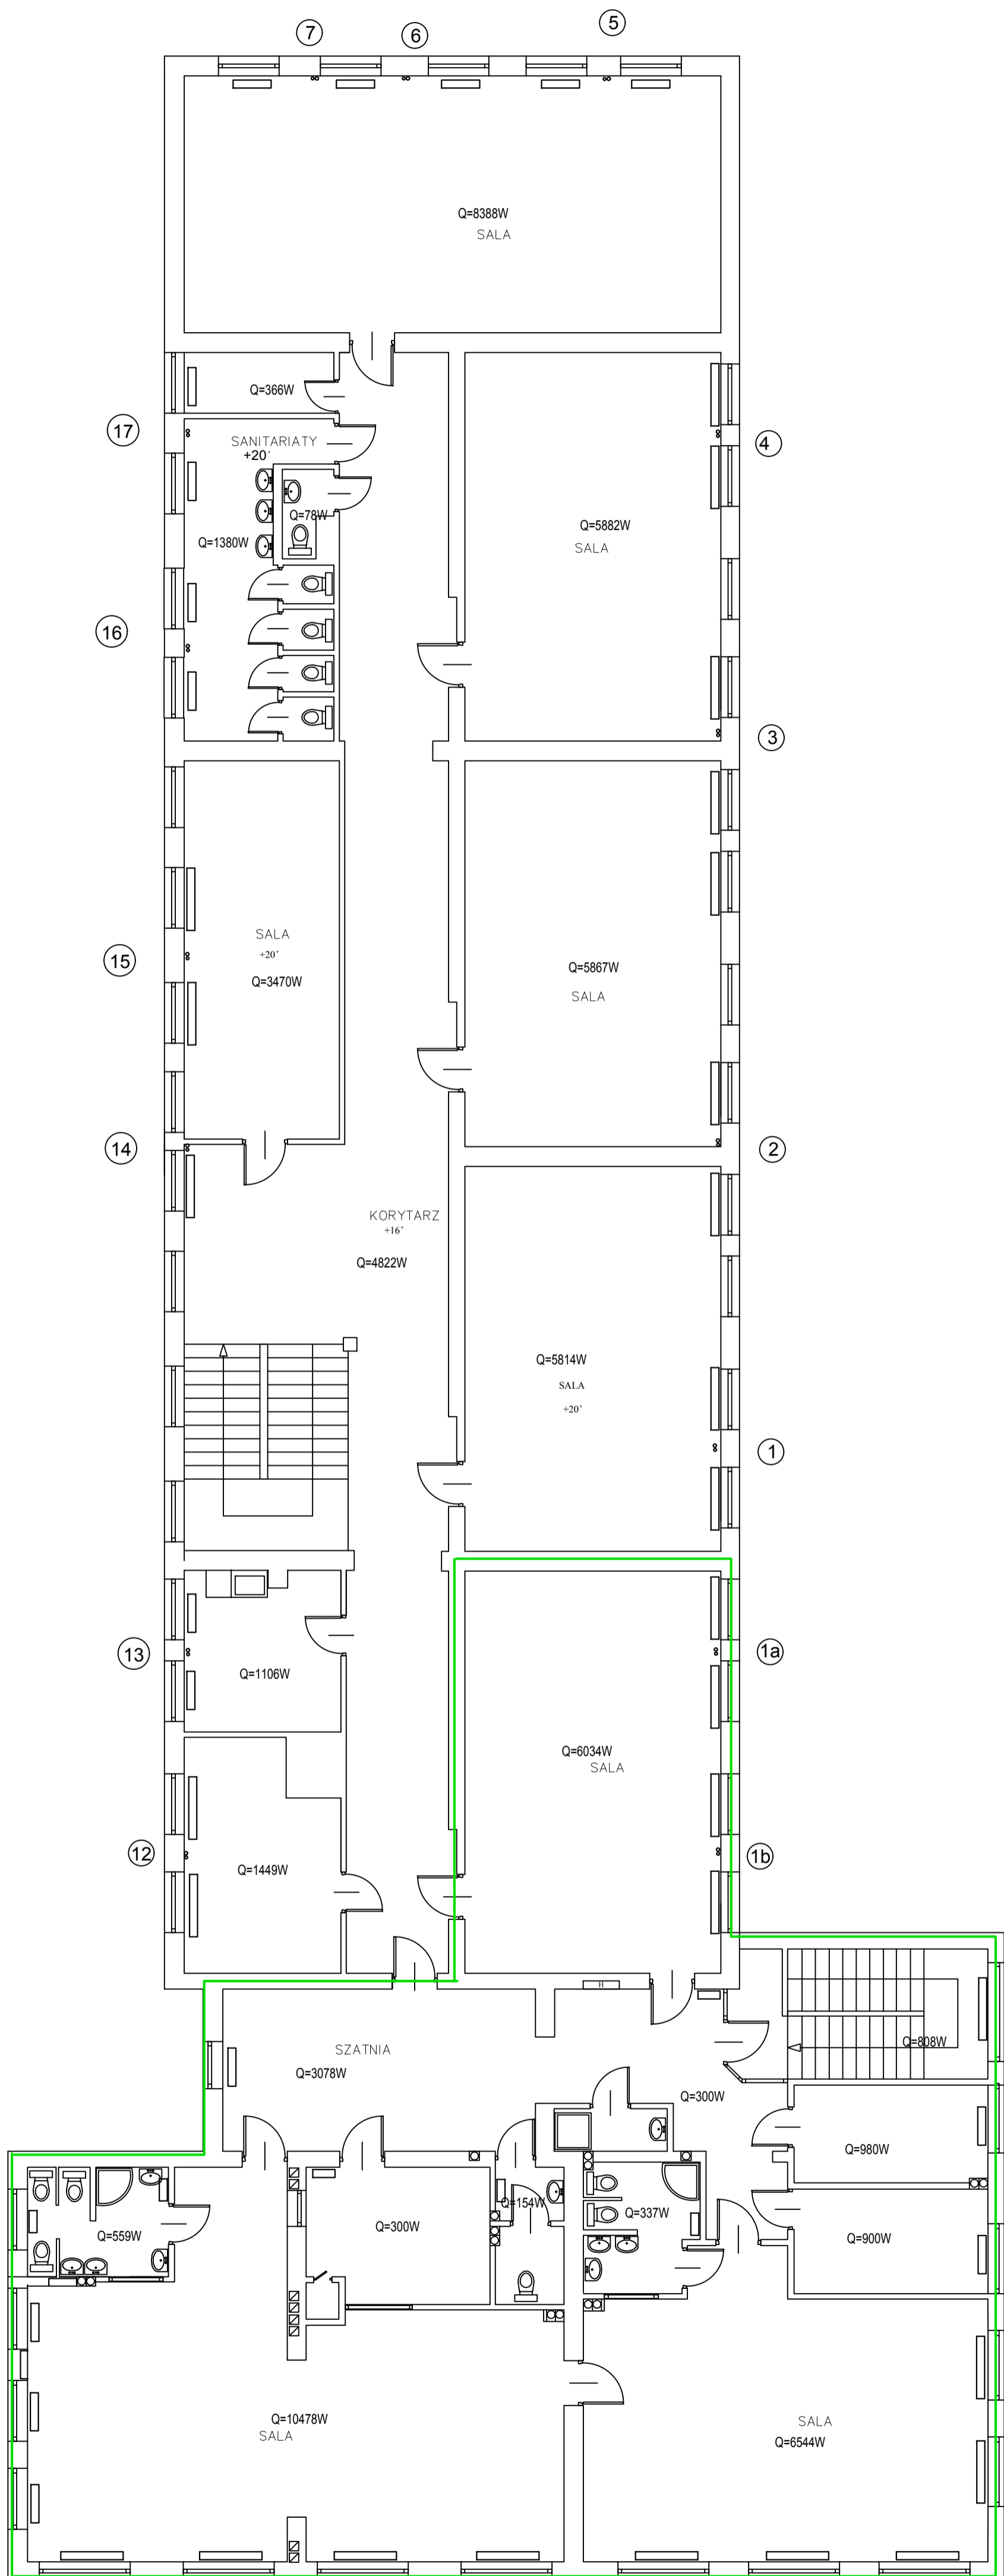 7
6
5
Q=8388W
SALA
Q=366W
17
SANITARIATY
+20°
4
Q=78W
Q=1380W
Q=5882W
SALA
16
3
SALA
+20°
Q=3470W
15
Q=5867W
SALA
14
2
KORYTARZ
+16°
Q=4822W
Q=5814W
SALA
+20°
1
13
Q=1106W
1a
Q=6034W
SALA
12
Q=1449W
1b
H
SZATNIA
Q=3078W
Q=808W
Q=300W
Q=980W
Q=559W
Q=300W
Q=154W
Q=337W
Q=900W
Q=10478W
SALA
SALA
Q=6544W